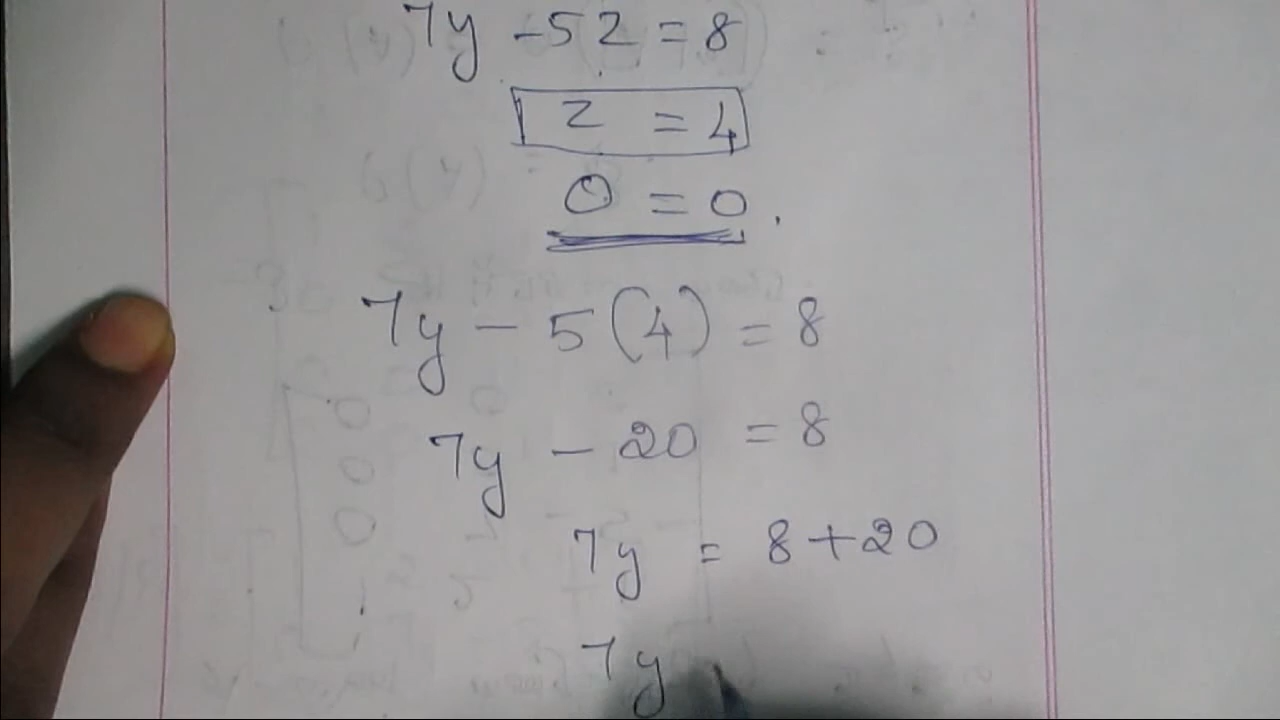 7y - 5z = 8
z = 4
0 = 0.
7y - 5(4) = 8
7y - 20 = 8
7y = 8+20
7y